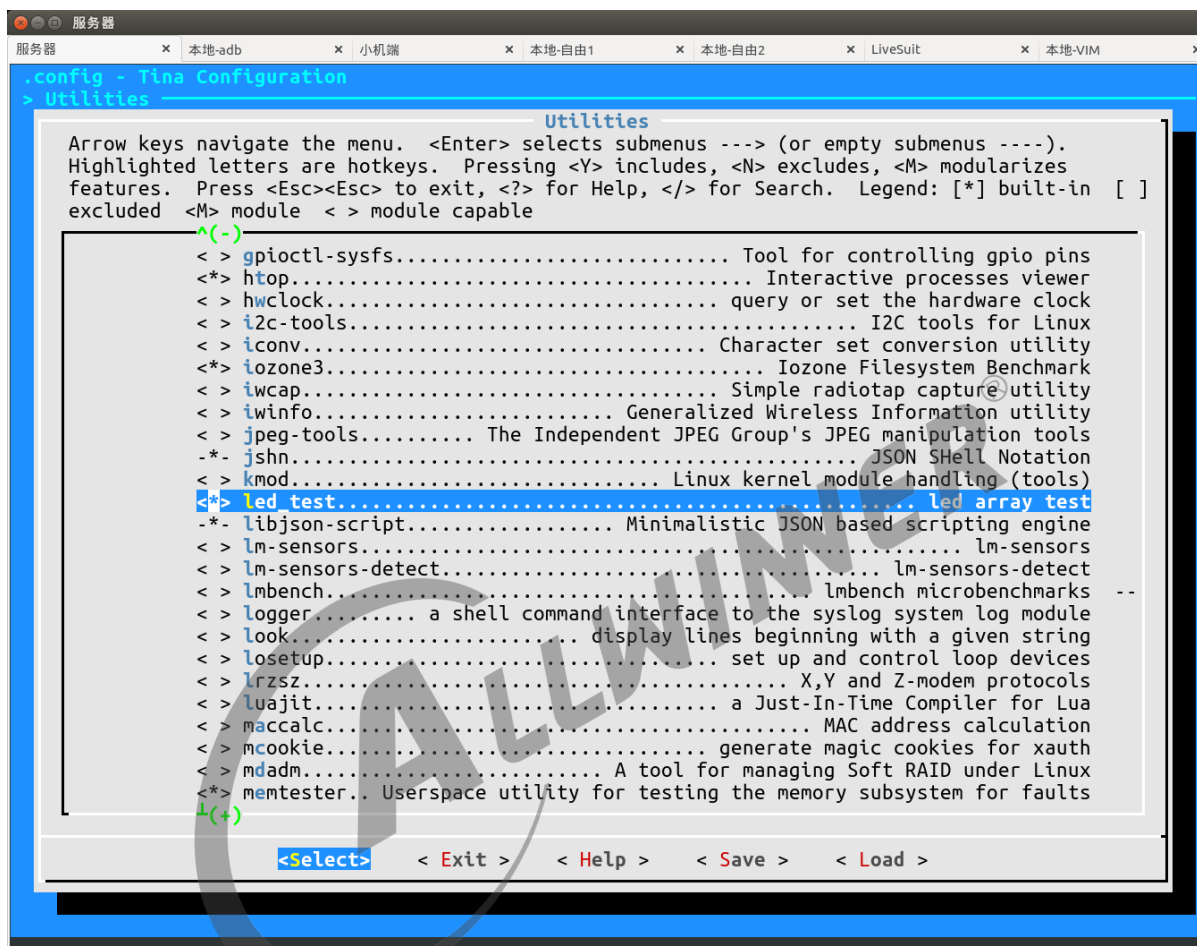 服务器
服务器 × 本地-adb × 小机端 × 本地-自由1 × 本地-自由2 × LiveSuit × 本地-VIM ×
.config - Tina Configuration
> Utilities
Utilities
Arrow keys navigate the menu.  <Enter> selects submenus ---> (or empty submenus ----).
Highlighted letters are hotkeys.  Pressing <Y> includes, <N> excludes, <M> modularizes
features.  Press <Esc><Esc> to exit, <?> for Help, </> for Search.  Legend: [*] built-in  [ ]
excluded  <M> module  < > module capable
^(-)
< > gpioctl-sysfs............................. Tool for controlling gpio pins
<*> htop........................................ Interactive processes viewer
< > hwclock.................................. query or set the hardware clock
< > i2c-tools............................................ I2C tools for Linux
< > iconv................................ Character set conversion utility
<*> iozone3...................................... Iozone Filesystem Benchmark
< > iwcap..................................... Simple radiotap capture utility
< > iwinfo.......................... Generalized Wireless Information utility
< > jpeg-tools.......... The Independent JPEG Group's JPEG manipulation tools
-*- jshn................................................. JSON SHell Notation
< > kmod................................. Linux kernel module handling (tools)
<*> led_test.................................................. led array test
-*- libjson-script.................. Minimalistic JSON based scripting engine
< > lm-sensors.................................................... lm-sensors
< > lm-sensors-detect...................................... lm-sensors-detect
< > lmbench.......................................... lmbench microbenchmarks  --
< > logger......... a shell command interface to the syslog system log module
< > look............................ display lines beginning with a given string
< > losetup.................................. set up and control loop devices
< > lrzsz........................................ X,Y and Z-modem protocols
< > luajit.................................. a Just-In-Time Compiler for Lua
< > maccalc.......................................... MAC address calculation
< > mcookie................................. generate magic cookies for xauth
< > mdadm.......................... A tool for managing Soft RAID under Linux
<*> memtester.. Userspace utility for testing the memory subsystem for faults
┴(+)
<Select>    < Exit >    < Help >    < Save >    < Load >
ALLWINNER®